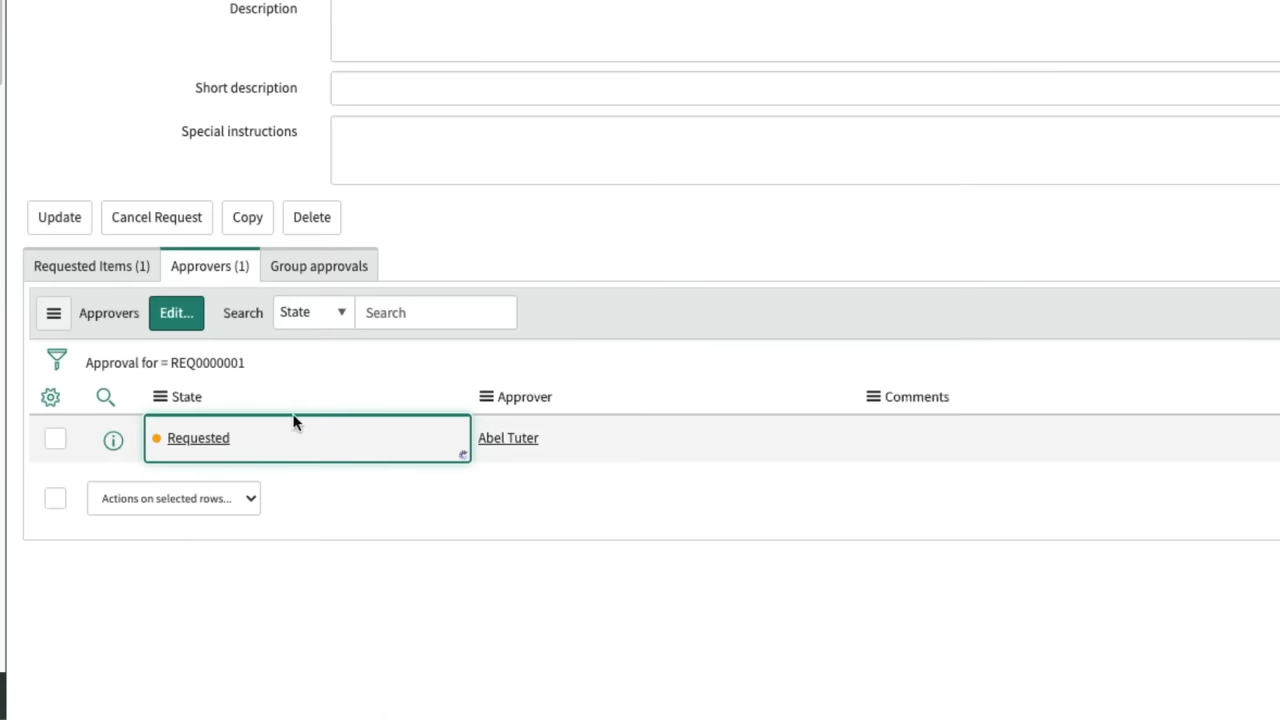 Description
Short description
Special instructions
Update Cancel Request Copy Delete
Requested Items (1) Approvers (1) Group approvals
Approvers Edit... Search State Search
Approval for = REQ0000001
State Approver Comments
Requested Abel Tuter
Actions on selected rows...